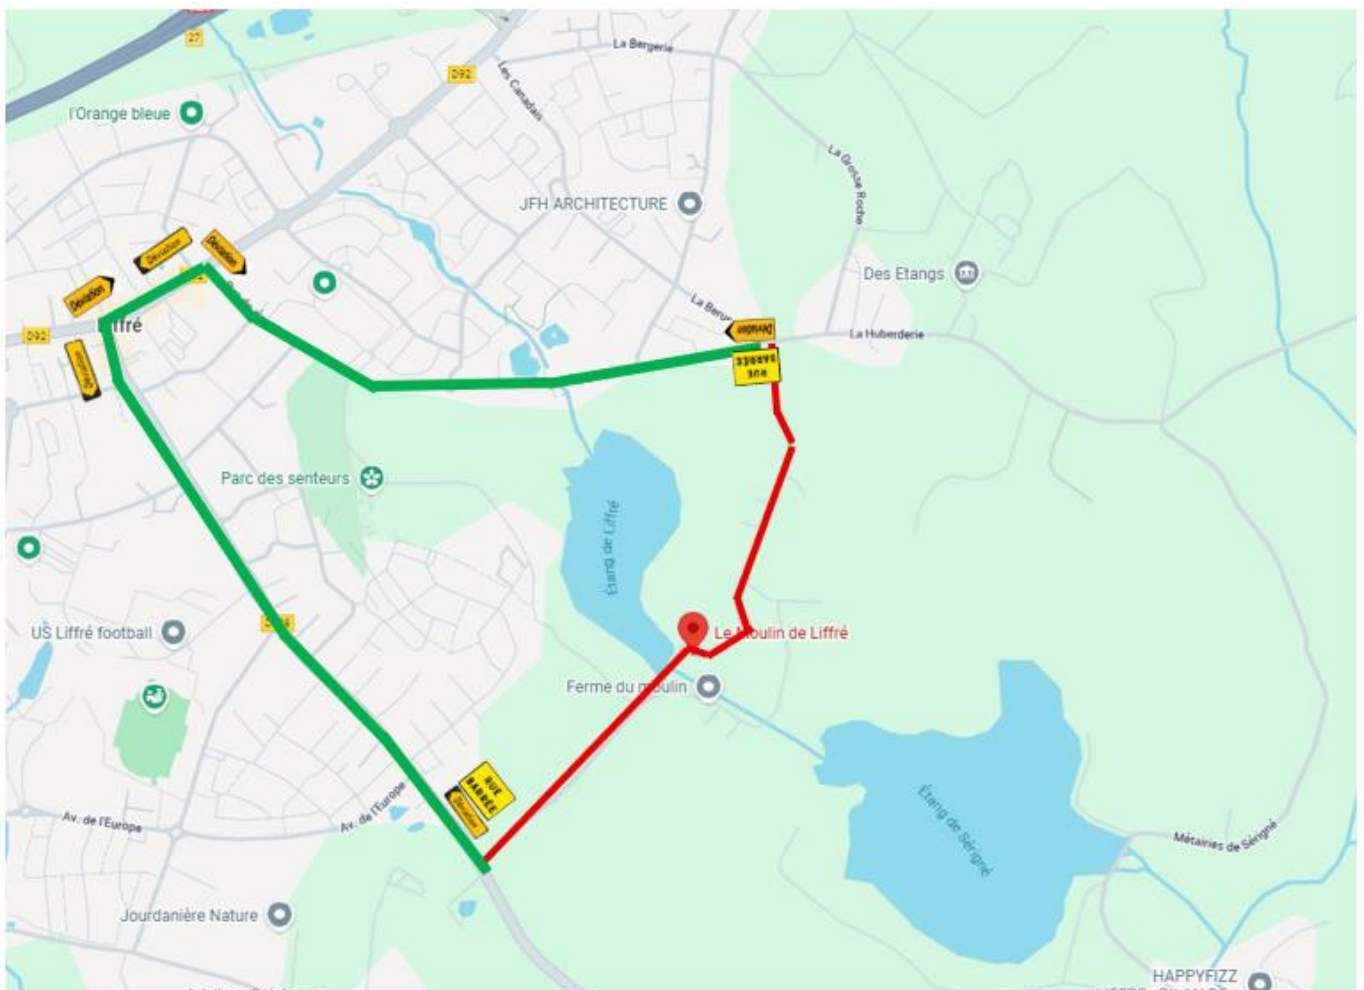 27
D92
La Bergerie
Les Canadais
l'Orange bleue
La Grosse Roche
JFH ARCHITECTURE
Déviation
Déviation
Déviation
Des Etangs
D92
Liffré
Déviation
La Huberderie
Déviation
RUE
BARRÉE
Parc des senteurs
Étang de Liffré
US Liffré football
Le Moulin de Liffré
Ferme du moulin
RUE
BARRÉE
Déviation
Av. de l'Europe
Av. de l'Europe
Étang de Sérigné
Métairies de Sérigné
Jourdanière Nature
HAPPYFIZZ